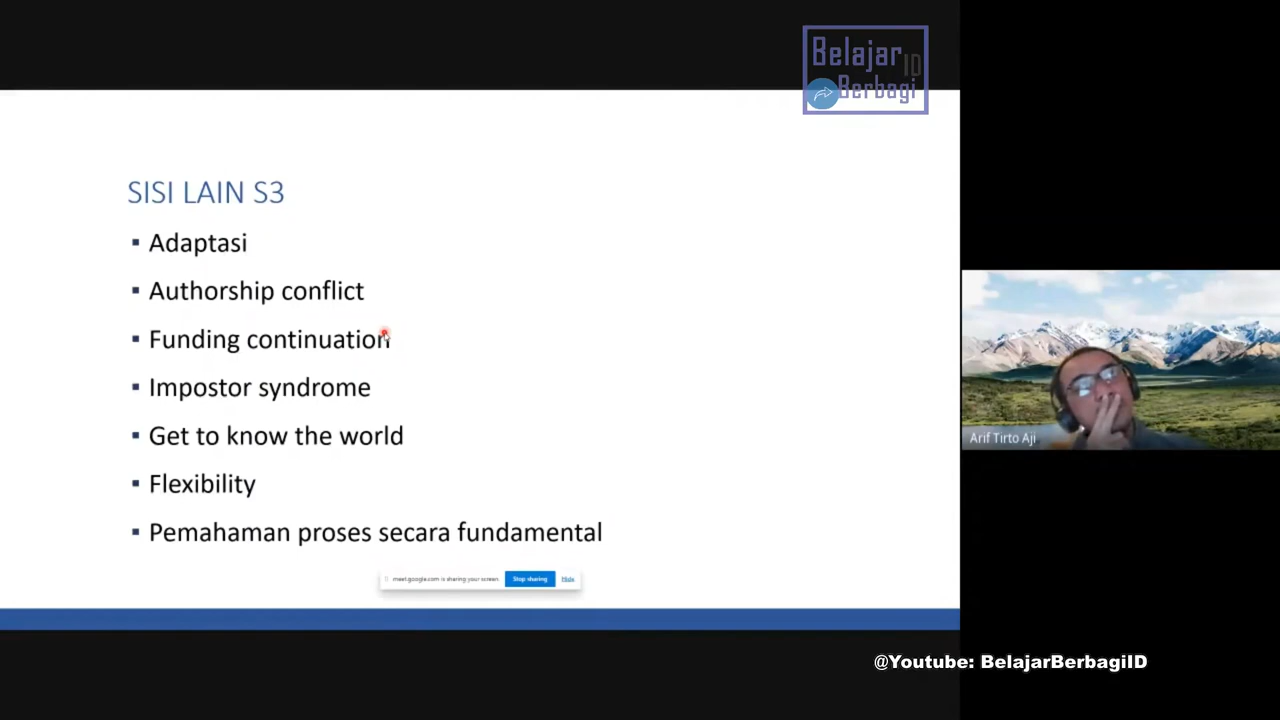 Belajar
ID
Berbagi
SISI LAIN S3
▪ Adaptasi
▪ Authorship conflict
▪ Funding continuation
▪ Impostor syndrome
▪ Get to know the world
▪ Flexibility
▪ Pemahaman proses secara fundamental
Arif Tirto Aji
meet.google.com is sharing your screen. Stop sharing Hide
@Youtube: BelajarBerbagiID